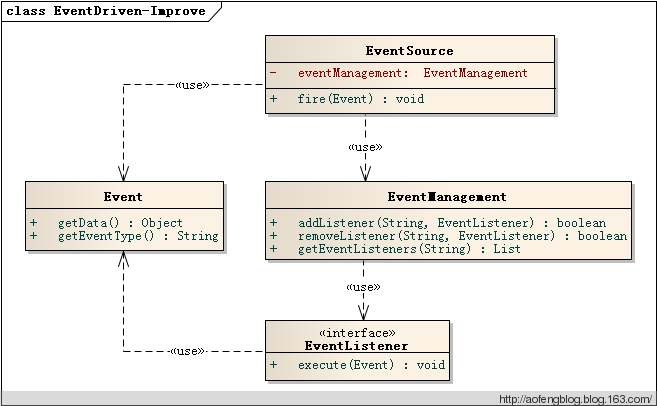 class EventDriven-Improve
EventSource
- eventManagement: EventManagement
+ fire(Event) : void
«use»
«use»
Event
+ getData() : Object
+ getEventType() : String
EventManagement
+ addListener(String, EventListener) : boolean
+ removeListener(String, EventListener) : boolean
+ getEventListeners(String) : List
«use»
«use»
«interface»
EventListener
+ execute(Event) : void
http://aofengblog.blog.163.com/